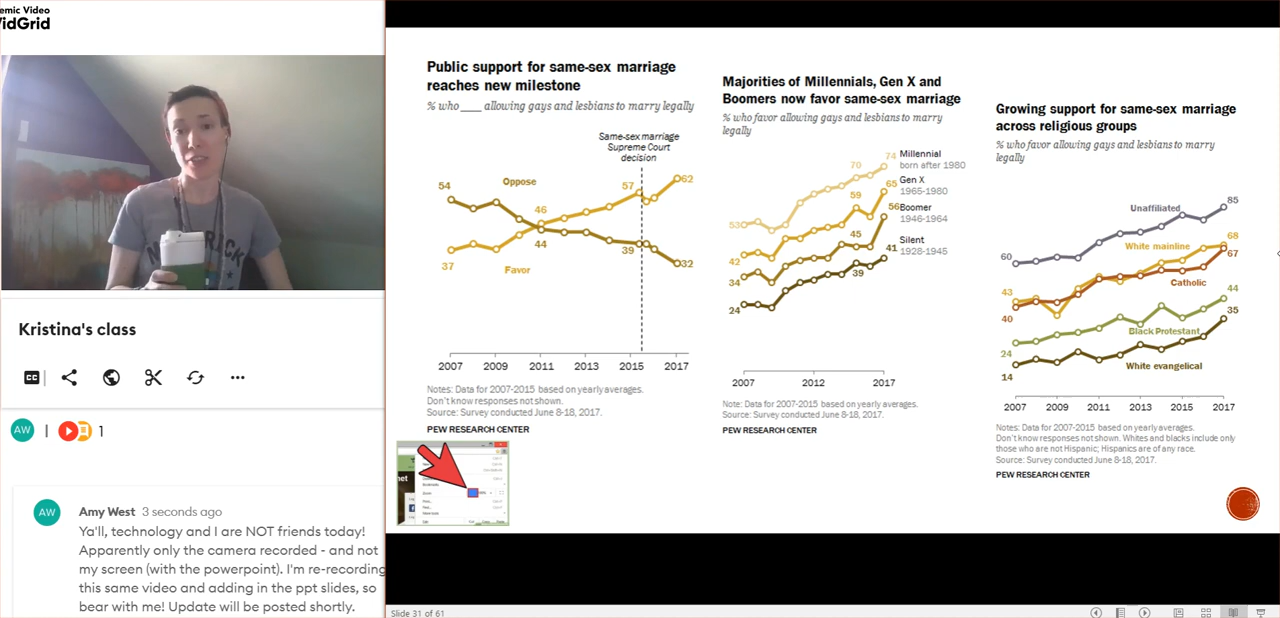 emic Video
VidGrid
Kristina's class
CC
AW
1
AW
Amy West 3 seconds ago
Ya'll, technology and I are NOT friends today!
Apparently only the camera recorded - and not
my screen (with the powerpoint). I'm re-recording
this same video and adding in the ppt slides, so
bear with me! Update will be posted shortly.
Public support for same-sex marriage
reaches new milestone
% who ___ allowing gays and lesbians to marry legally
Same-sex marriage
Supreme Court
decision
54
Oppose
46
57
62
37
Favor
44
39
32
2007 2009 2011 2013 2015 2017
Notes: Data for 2007-2015 based on yearly averages.
Don't know responses not shown.
Source: Survey conducted June 8-18, 2017.
PEW RESEARCH CENTER
Majorities of Millennials, Gen X and
Boomers now favor same-sex marriage
% who favor allowing gays and lesbians to marry
legally
70
74
Millennial
born after 1980
53
59
65
Gen X
1965-1980
42
45
56
Boomer
1946-1964
34
39
41
Silent
1928-1945
24
2007 2012 2017
Note: Data for 2007-2015 based on yearly averages.
Source: Survey conducted June 8-18, 2017.
PEW RESEARCH CENTER
Growing support for same-sex marriage
across religious groups
% who favor allowing gays and lesbians to marry
legally
Unaffiliated
85
60
White mainline
68
67
43
Catholic
40
44
Black Protestant
35
24
White evangelical
14
2007 2009 2011 2013 2015 2017
Notes: Data for 2007-2015 based on yearly averages.
Don't know responses not shown. Whites and blacks include only
those who are not Hispanic; Hispanics are of any race.
Source: Survey conducted June 8-18, 2017.
PEW RESEARCH CENTER
Slide 31 of 61